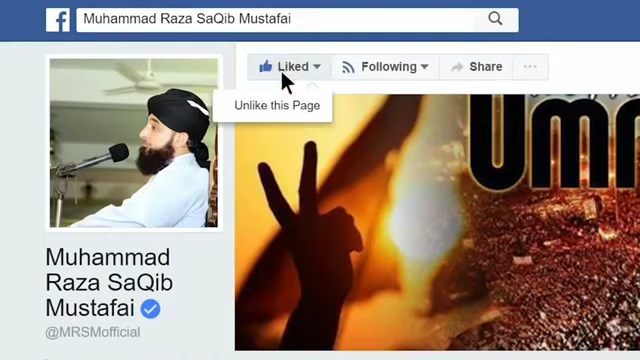 Muhammad Raza SaQib Mustafai
Liked
Following
Share
Unlike this Page
Umm
Muhammad
Raza SaQib
Mustafai
@MRSMofficial